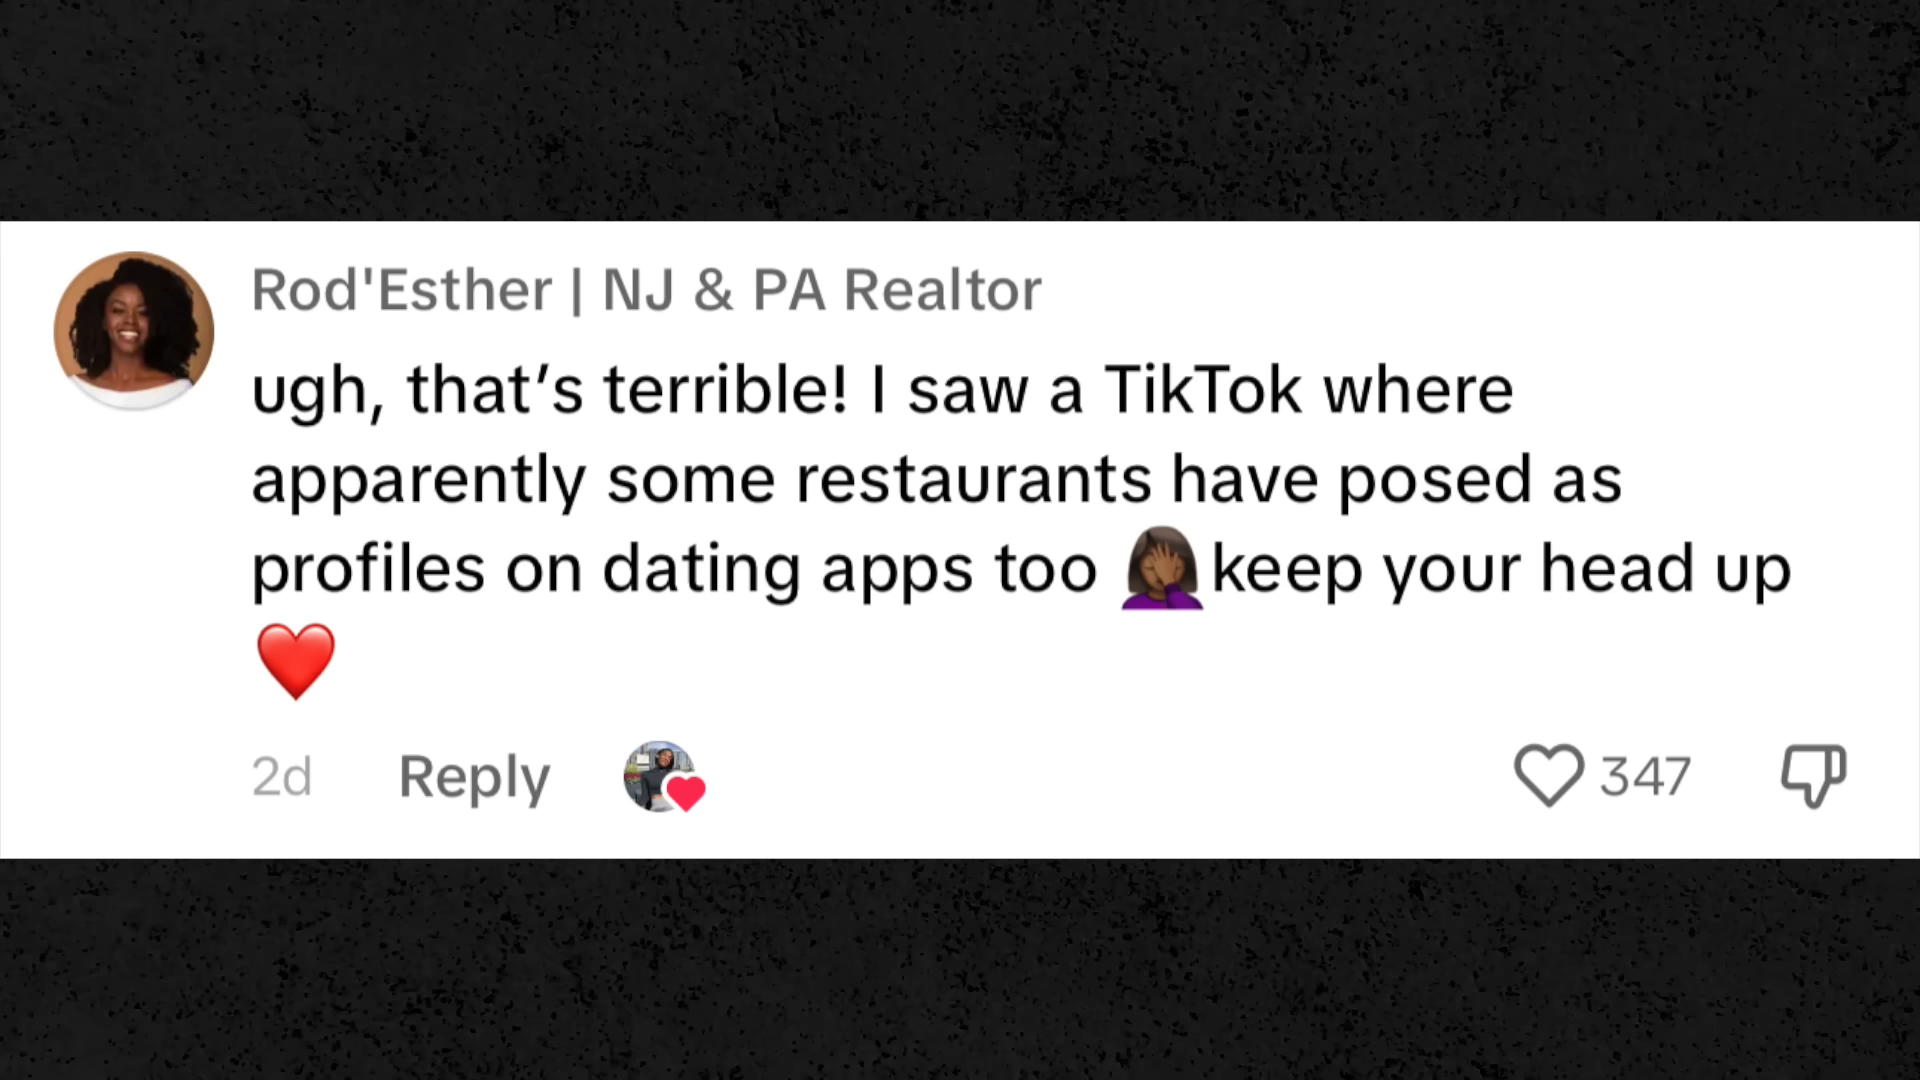 Rod'Esther | NJ & PA Realtor
ugh, that’s terrible! I saw a TikTok where
apparently some restaurants have posed as
profiles on dating apps too 🤦🏾‍♀️keep your head up
❤️
2d Reply 347